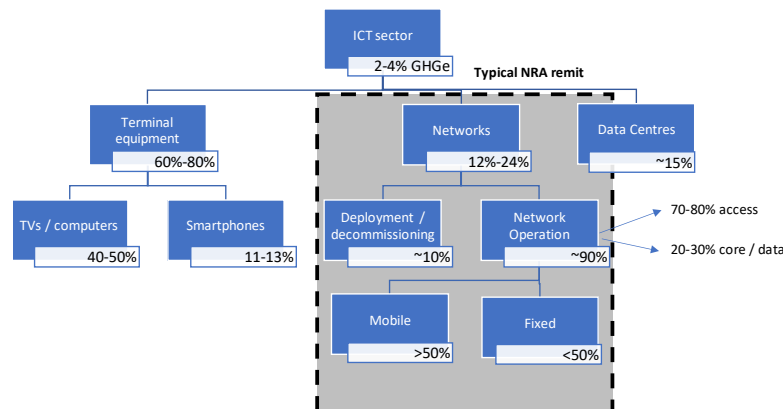 ICT sector
2-4% GHGe
Typical NRA remit
Terminal
equipment
60%-80%
Networks
12%-24%
Data Centres
~15%
TVs / computers
40-50%
Smartphones
11-13%
Deployment /
decommissioning
~10%
Network
Operation
~90%
70-80% access
20-30% core / data
Mobile
>50%
Fixed
<50%